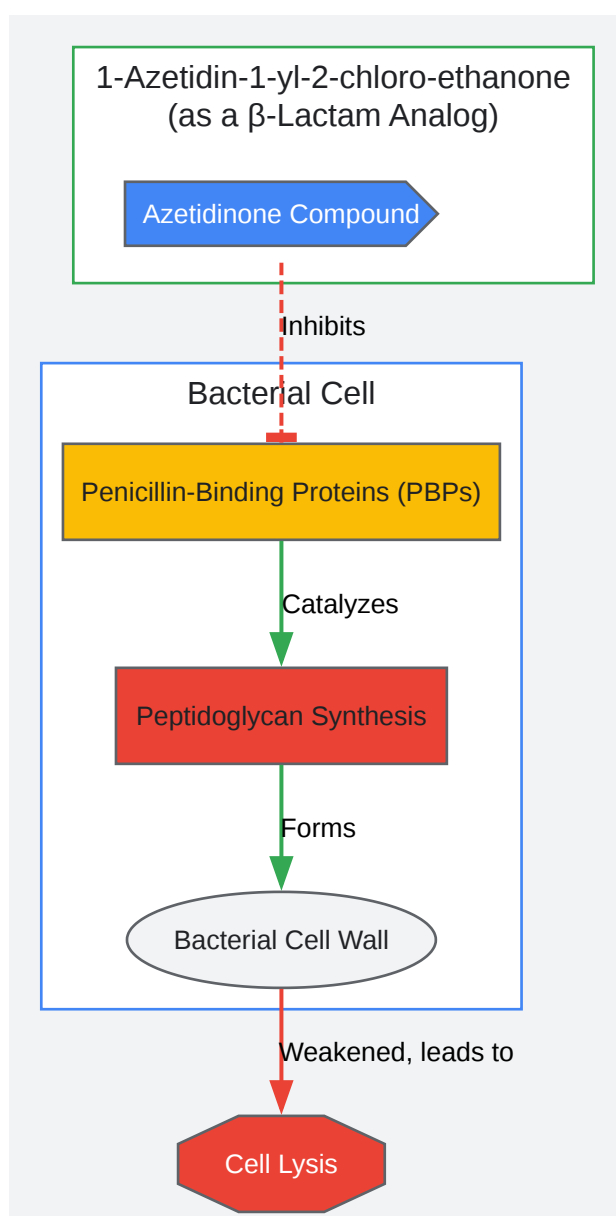 1-Azetidin-1-yl-2-chloro-ethanone
(as a β-Lactam Analog)
Azetidinone Compound
Inhibits
Bacterial Cell
Penicillin-Binding Proteins (PBPs)
Catalyzes
Peptidoglycan Synthesis
Forms
Bacterial Cell Wall
Weakened, leads to
Cell Lysis